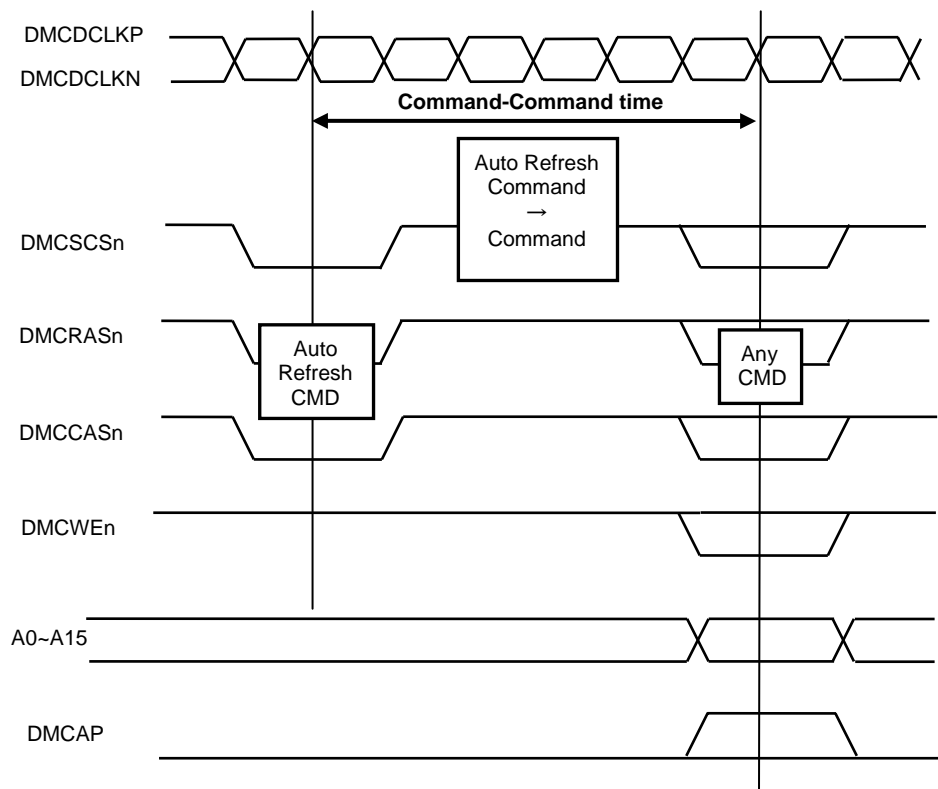 DMCDCLKP
DMCDCLKN
Command-Command time
Auto Refresh
Command
→
Command
DMCSCSn
DMCRASn
Auto
Refresh
CMD
Any
CMD
DMCCASn
DMCWEn
A0~A15
DMCAP